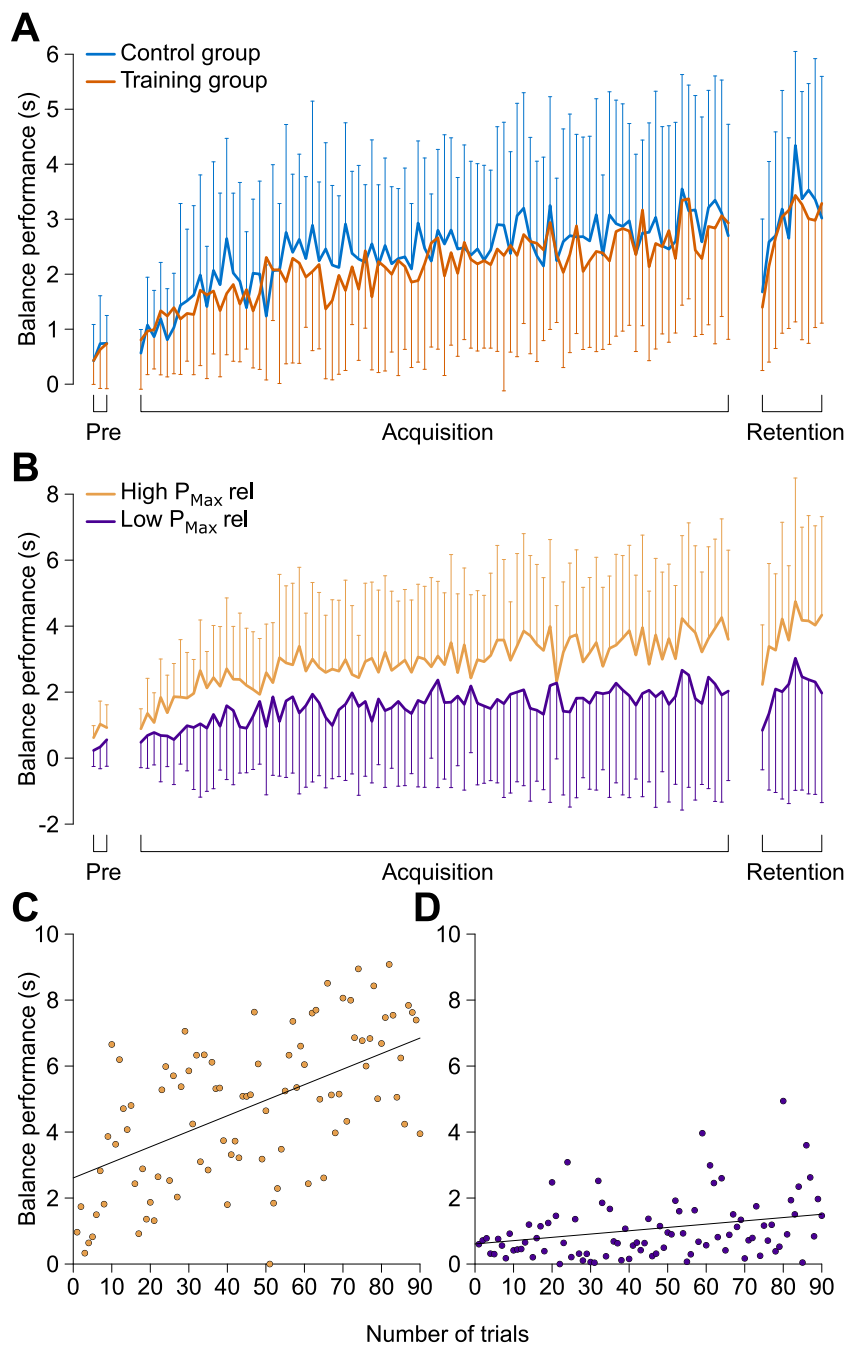 A
Control group
Training group
Balance performance (s)
6
5
4
3
2
1
0
Pre
Acquisition
Retention
B
High P_Max rel
Low P_Max rel
Balance performance (s)
8
6
4
2
0
-2
Pre
Acquisition
Retention
C
Balance performance (s)
10
8
6
4
2
0
0 10 20 30 40 50 60 70 80 90
D
10
8
6
4
2
0
0 10 20 30 40 50 60 70 80 90
Number of trials